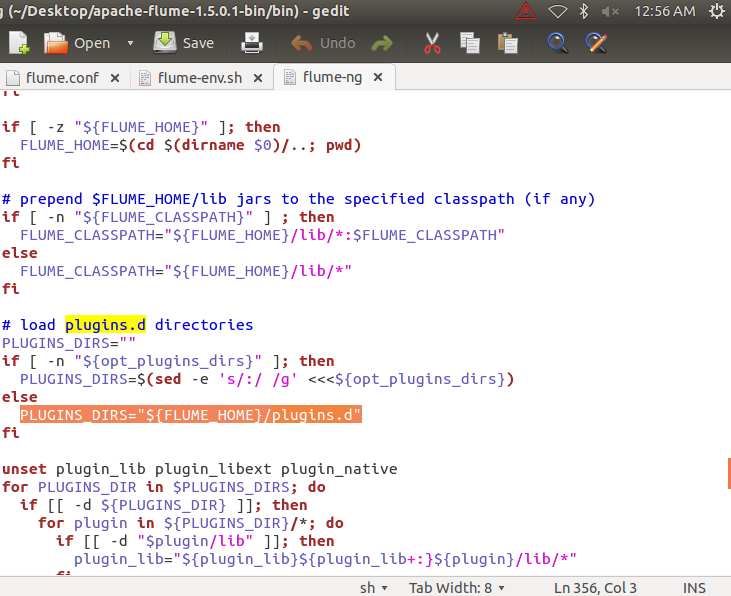 g (~/Desktop/apache-flume-1.5.0.1-bin/bin) - gedit 12:56 AM
Open Save Undo
flume.conf × flume-env.sh × flume-ng ×
fi
if [ -z "${FLUME_HOME}" ]; then
FLUME_HOME=$(cd $(dirname $0)/..; pwd)
fi
# prepend $FLUME_HOME/lib jars to the specified classpath (if any)
if [ -n "${FLUME_CLASSPATH}" ] ; then
FLUME_CLASSPATH="${FLUME_HOME}/lib/*:$FLUME_CLASSPATH"
else
FLUME_CLASSPATH="${FLUME_HOME}/lib/*"
fi
# load plugins.d directories
PLUGINS_DIRS=""
if [ -n "${opt_plugins_dirs}" ]; then
PLUGINS_DIRS=$(sed -e 's/:/ /g' <<<${opt_plugins_dirs})
else
PLUGINS_DIRS="${FLUME_HOME}/plugins.d"
fi
unset plugin_lib plugin_libext plugin_native
for PLUGINS_DIR in $PLUGINS_DIRS; do
if [[ -d ${PLUGINS_DIR} ]]; then
for plugin in ${PLUGINS_DIR}/*; do
if [[ -d "$plugin/lib" ]]; then
plugin_lib="${plugin_lib}${plugin_lib+:}${plugin}/lib/*"
fi
sh Tab Width: 8 Ln 356, Col 3 INS